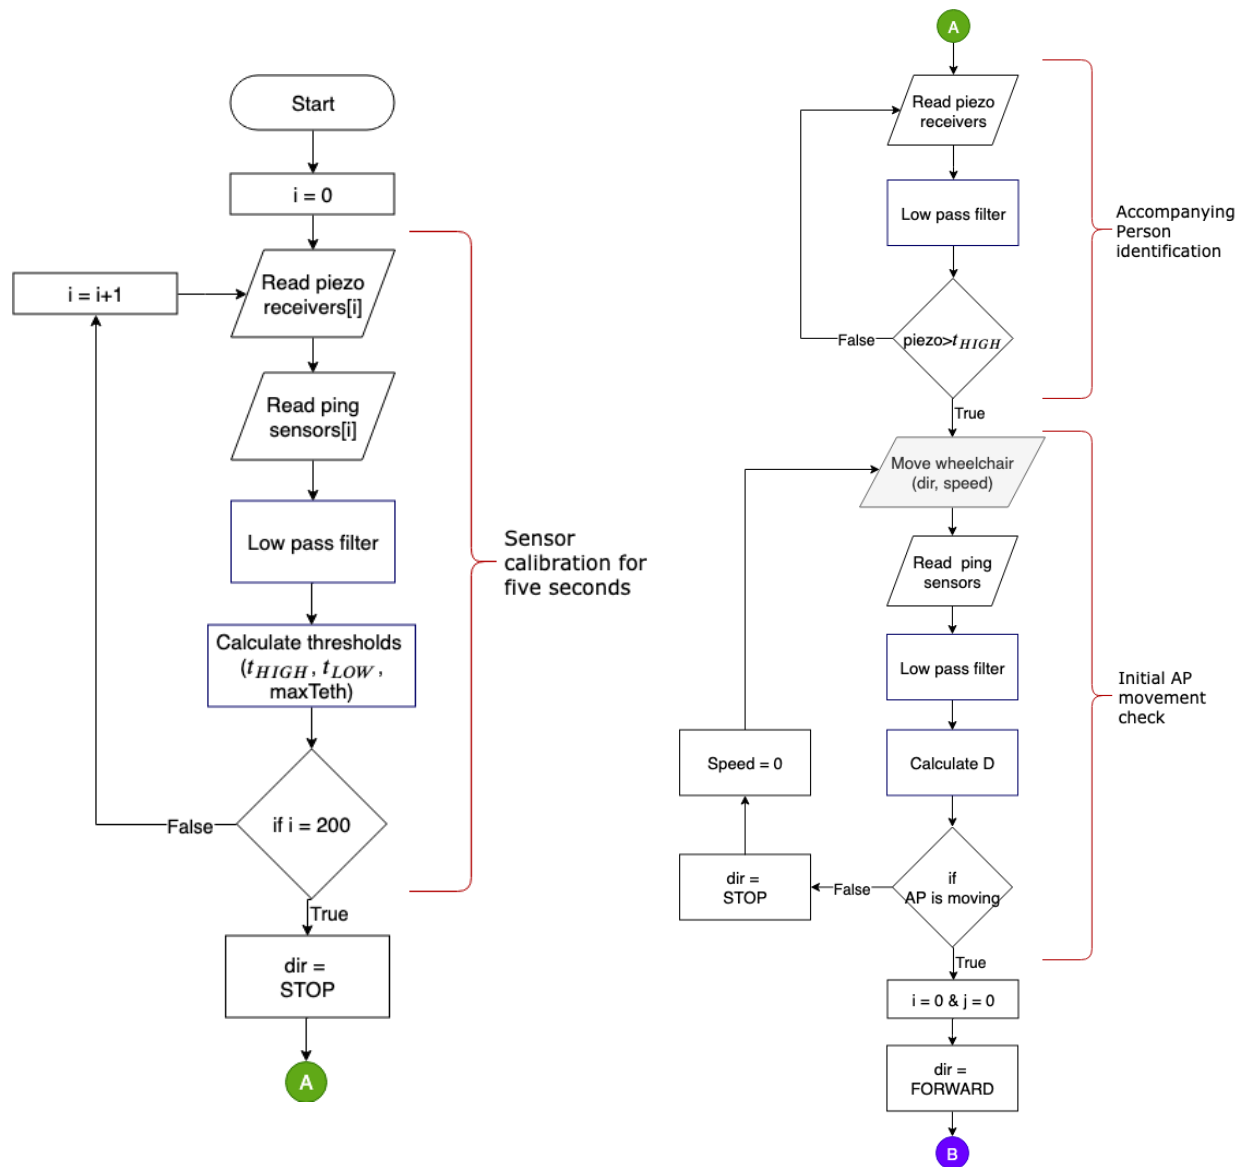 Start
i = 0
i = i+1
Read piezo
receivers[i]
Read ping
sensors[i]
Low pass filter
Calculate thresholds
(tHIGH, tLOW,
maxTeth)
if i = 200
False
True
dir =
STOP
A
Sensor
calibration for
five seconds
A
Read piezo
receivers
Low pass filter
piezo>tHIGH
False
True
Accompanying
Person
identification
Move wheelchair
(dir, speed)
Read ping
sensors
Low pass filter
Calculate D
if
AP is moving
False
dir =
STOP
Speed = 0
True
Initial AP
movement
check
i = 0 & j = 0
dir =
FORWARD
B